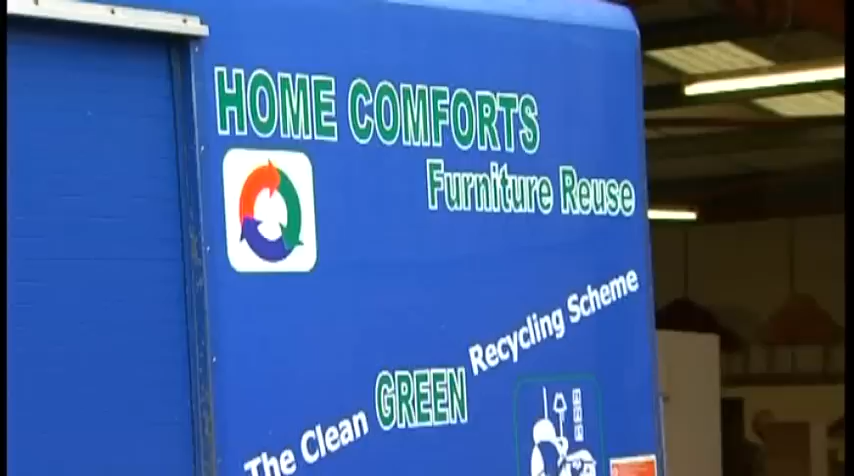 HOME COMFORTS
Furniture Reuse
The Clean GREEN Recycling Scheme